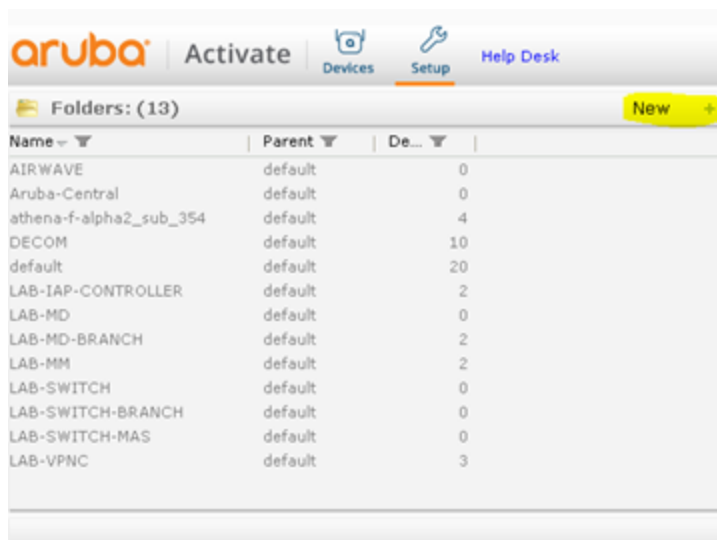 aruba Activate Devices Setup Help Desk
Folders: (13) New +
Name Parent De...
AIRWAVE default 0
Aruba-Central default 0
athena-f-alpha2_sub_354 default 4
DECOM default 10
default default 20
LAB-IAP-CONTROLLER default 2
LAB-MD default 0
LAB-MD-BRANCH default 2
LAB-MM default 2
LAB-SWITCH default 0
LAB-SWITCH-BRANCH default 0
LAB-SWITCH-MAS default 0
LAB-VPNC default 3